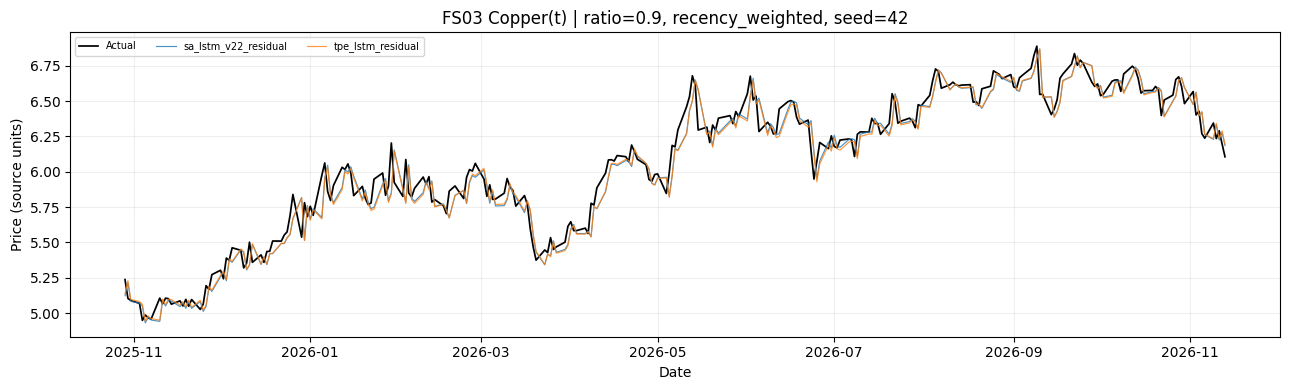 FS03 Copper(t) | ratio=0.9, recency_weighted, seed=42
Actual
sa_lstm_v22_residual
tpe_lstm_residual
Price (source units)
6.75
6.50
6.25
6.00
5.75
5.50
5.25
5.00
2025-11
2026-01
2026-03
2026-05
2026-07
2026-09
2026-11
Date